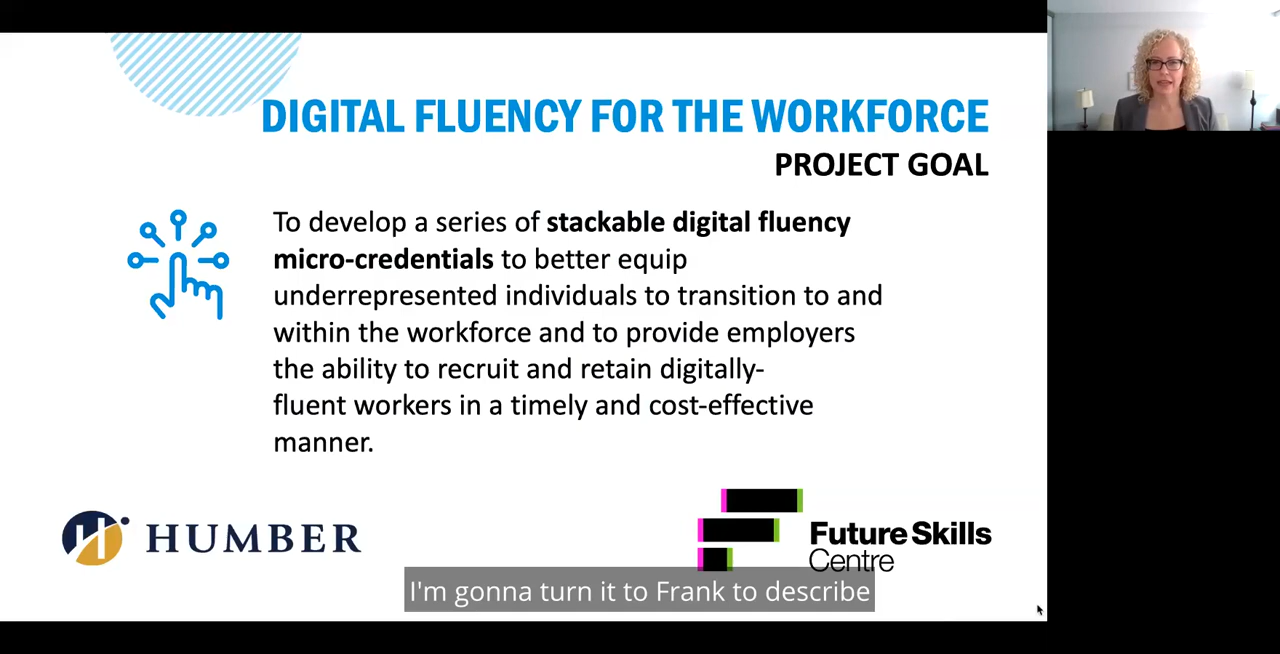 DIGITAL FLUENCY FOR THE WORKFORCE
PROJECT GOAL
To develop a series of stackable digital fluency
micro-credentials to better equip
underrepresented individuals to transition to and
within the workforce and to provide employers
the ability to recruit and retain digitally-
fluent workers in a timely and cost-effective
manner.
HUMBER
Future Skills
Centre
I'm gonna turn it to Frank to describe